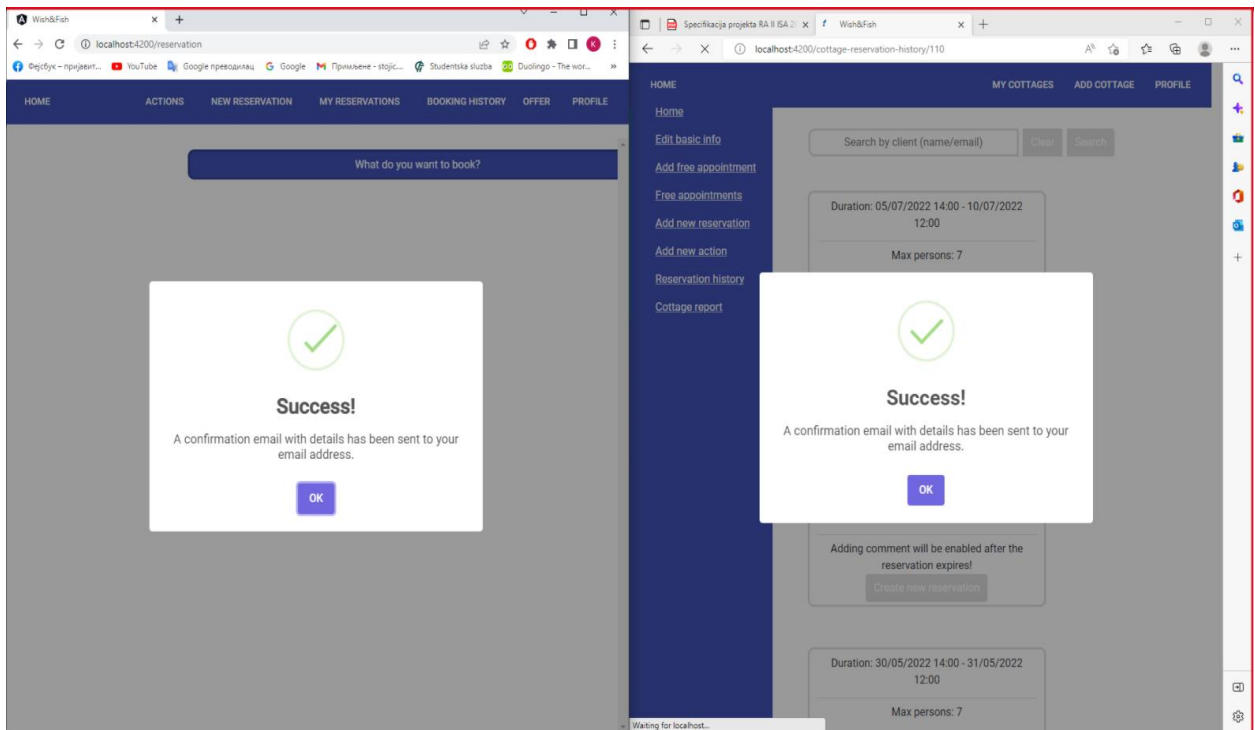 Wish&Fish
localhost:4200/reservation
Фејсбук – пријавит...
YouTube
Google преводилац
Google
Примљене - stojic...
Studentska sluzba
Duolingo - The wor...
HOME
ACTIONS
NEW RESERVATION
MY RESERVATIONS
BOOKING HISTORY
OFFER
PROFILE
What do you want to book?
Success!
A confirmation email with details has been sent to your
email address.
OK
Specifikacija projekta RA II ISA 2
Wish&Fish
localhost:4200/cottage-reservation-history/110
HOME
MY COTTAGES
ADD COTTAGE
PROFILE
Home
Edit basic info
Add free appointment
Free appointments
Add new reservation
Add new action
Reservation history
Cottage report
Search by client (name/email)
Clear
Search
Duration: 05/07/2022 14:00 - 10/07/2022
12:00
Max persons: 7
Success!
A confirmation email with details has been sent to your
email address.
OK
Adding comment will be enabled after the
reservation expires!
Create new reservation
Duration: 30/05/2022 14:00 - 31/05/2022
12:00
Max persons: 7
Waiting for localhost...